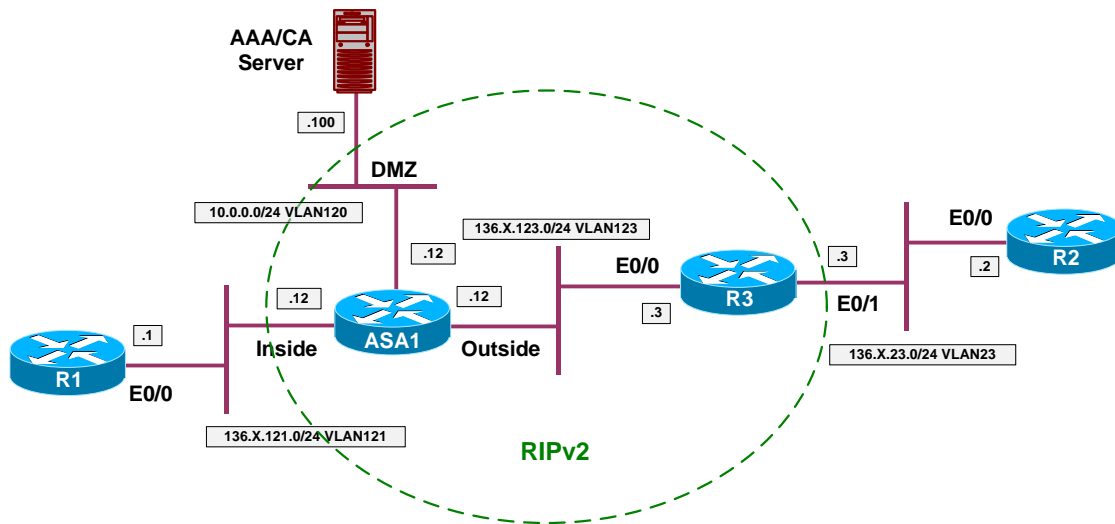 AAA/CA
Server
.100
DMZ
10.0.0.0/24 VLAN120
136.X.123.0/24 VLAN123
E0/0
.12
E0/0
.3
R2
.2
R3
.12
.12
.3
E0/1
.1
ASA1
Inside
Outside
136.X.23.0/24 VLAN23
R1
E0/0
136.X.121.0/24 VLAN121
RIPv2